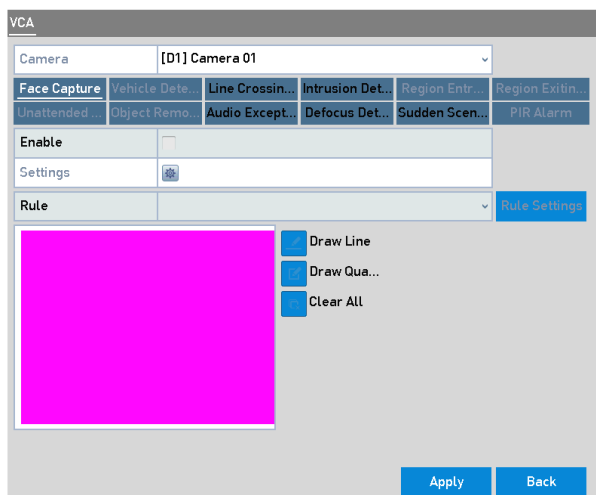 VCA
Camera [D1] Camera 01
Face Capture Vehicle Dete... Line Crossin... Intrusion Det... Region Entr... Region Exitin...
Unattended ... Object Remo... Audio Except... Defocus Det... Sudden Scen... PIR Alarm
Enable
Settings
Rule Rule Settings
Draw Line
Draw Qua...
Clear All
Apply Back